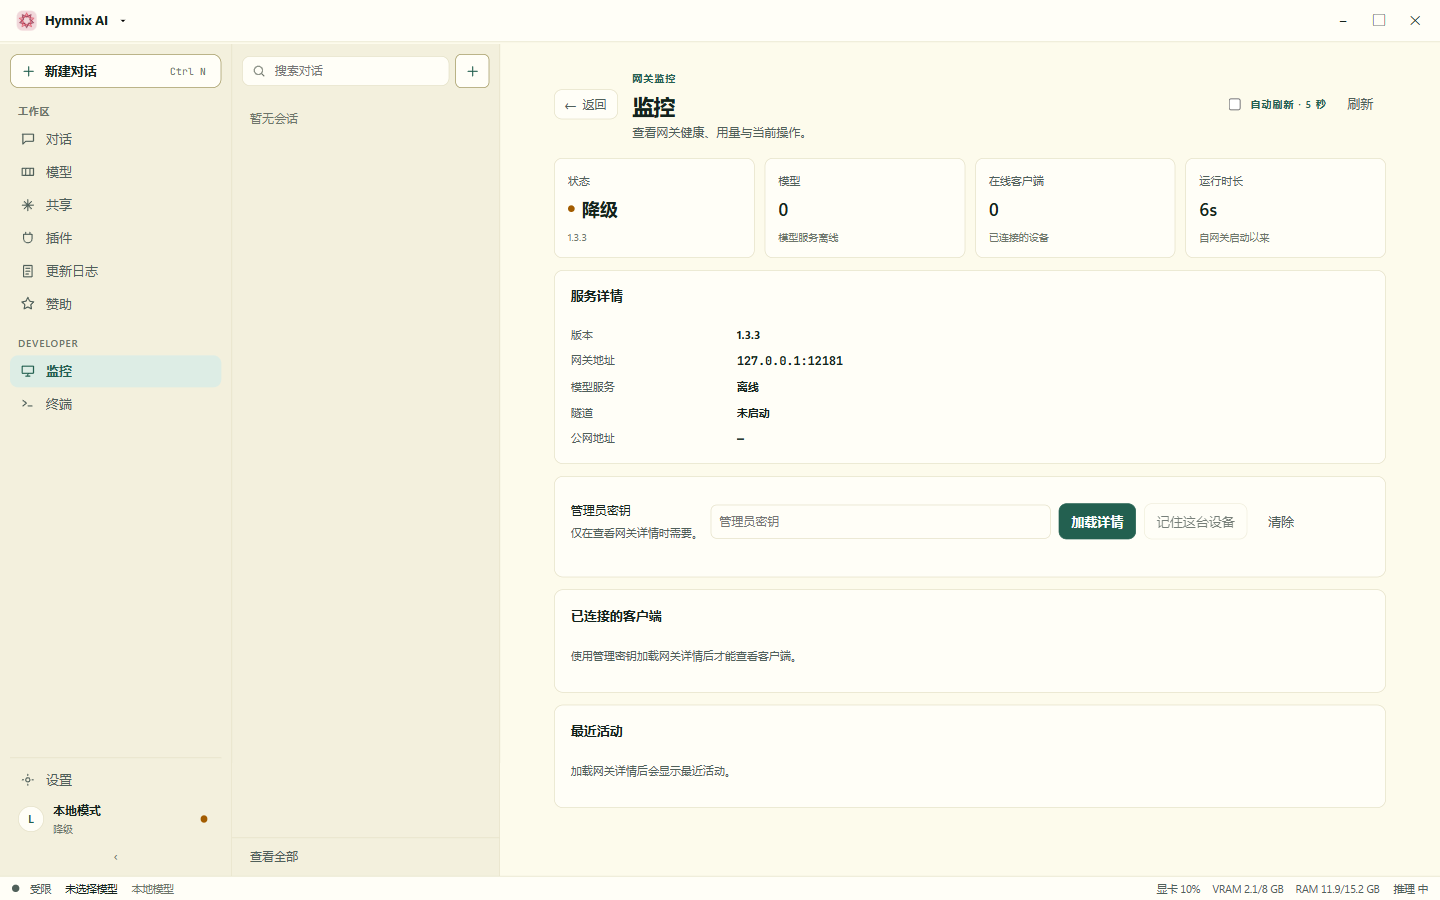 Hymnix AI
新建对话 Ctrl N
工作区
对话
模型
共享
插件
更新日志
赞助
DEVELOPER
监控
终端
设置
L
本地模式
降级
搜索对话
暂无会话
查看全部
网关监控
← 返回
监控
查看网关健康、用量与当前操作。
自动刷新 · 5 秒
刷新
状态
降级
1.3.3
模型
0
模型服务离线
在线客户端
0
已连接的设备
运行时长
6s
自网关启动以来
服务详情
版本 1.3.3
网关地址 127.0.0.1:12181
模型服务 离线
隧道 未启动
公网地址 —
管理员密钥
仅在查看网关详情时需要。
管理员密钥
加载详情
记住这台设备
清除
已连接的客户端
使用管理密钥加载网关详情后才能查看客户端。
最近活动
加载网关详情后会显示最近活动。
受限 未选择模型 本地模型
显卡 10% VRAM 2.1/8 GB RAM 11.9/15.2 GB 推理 中